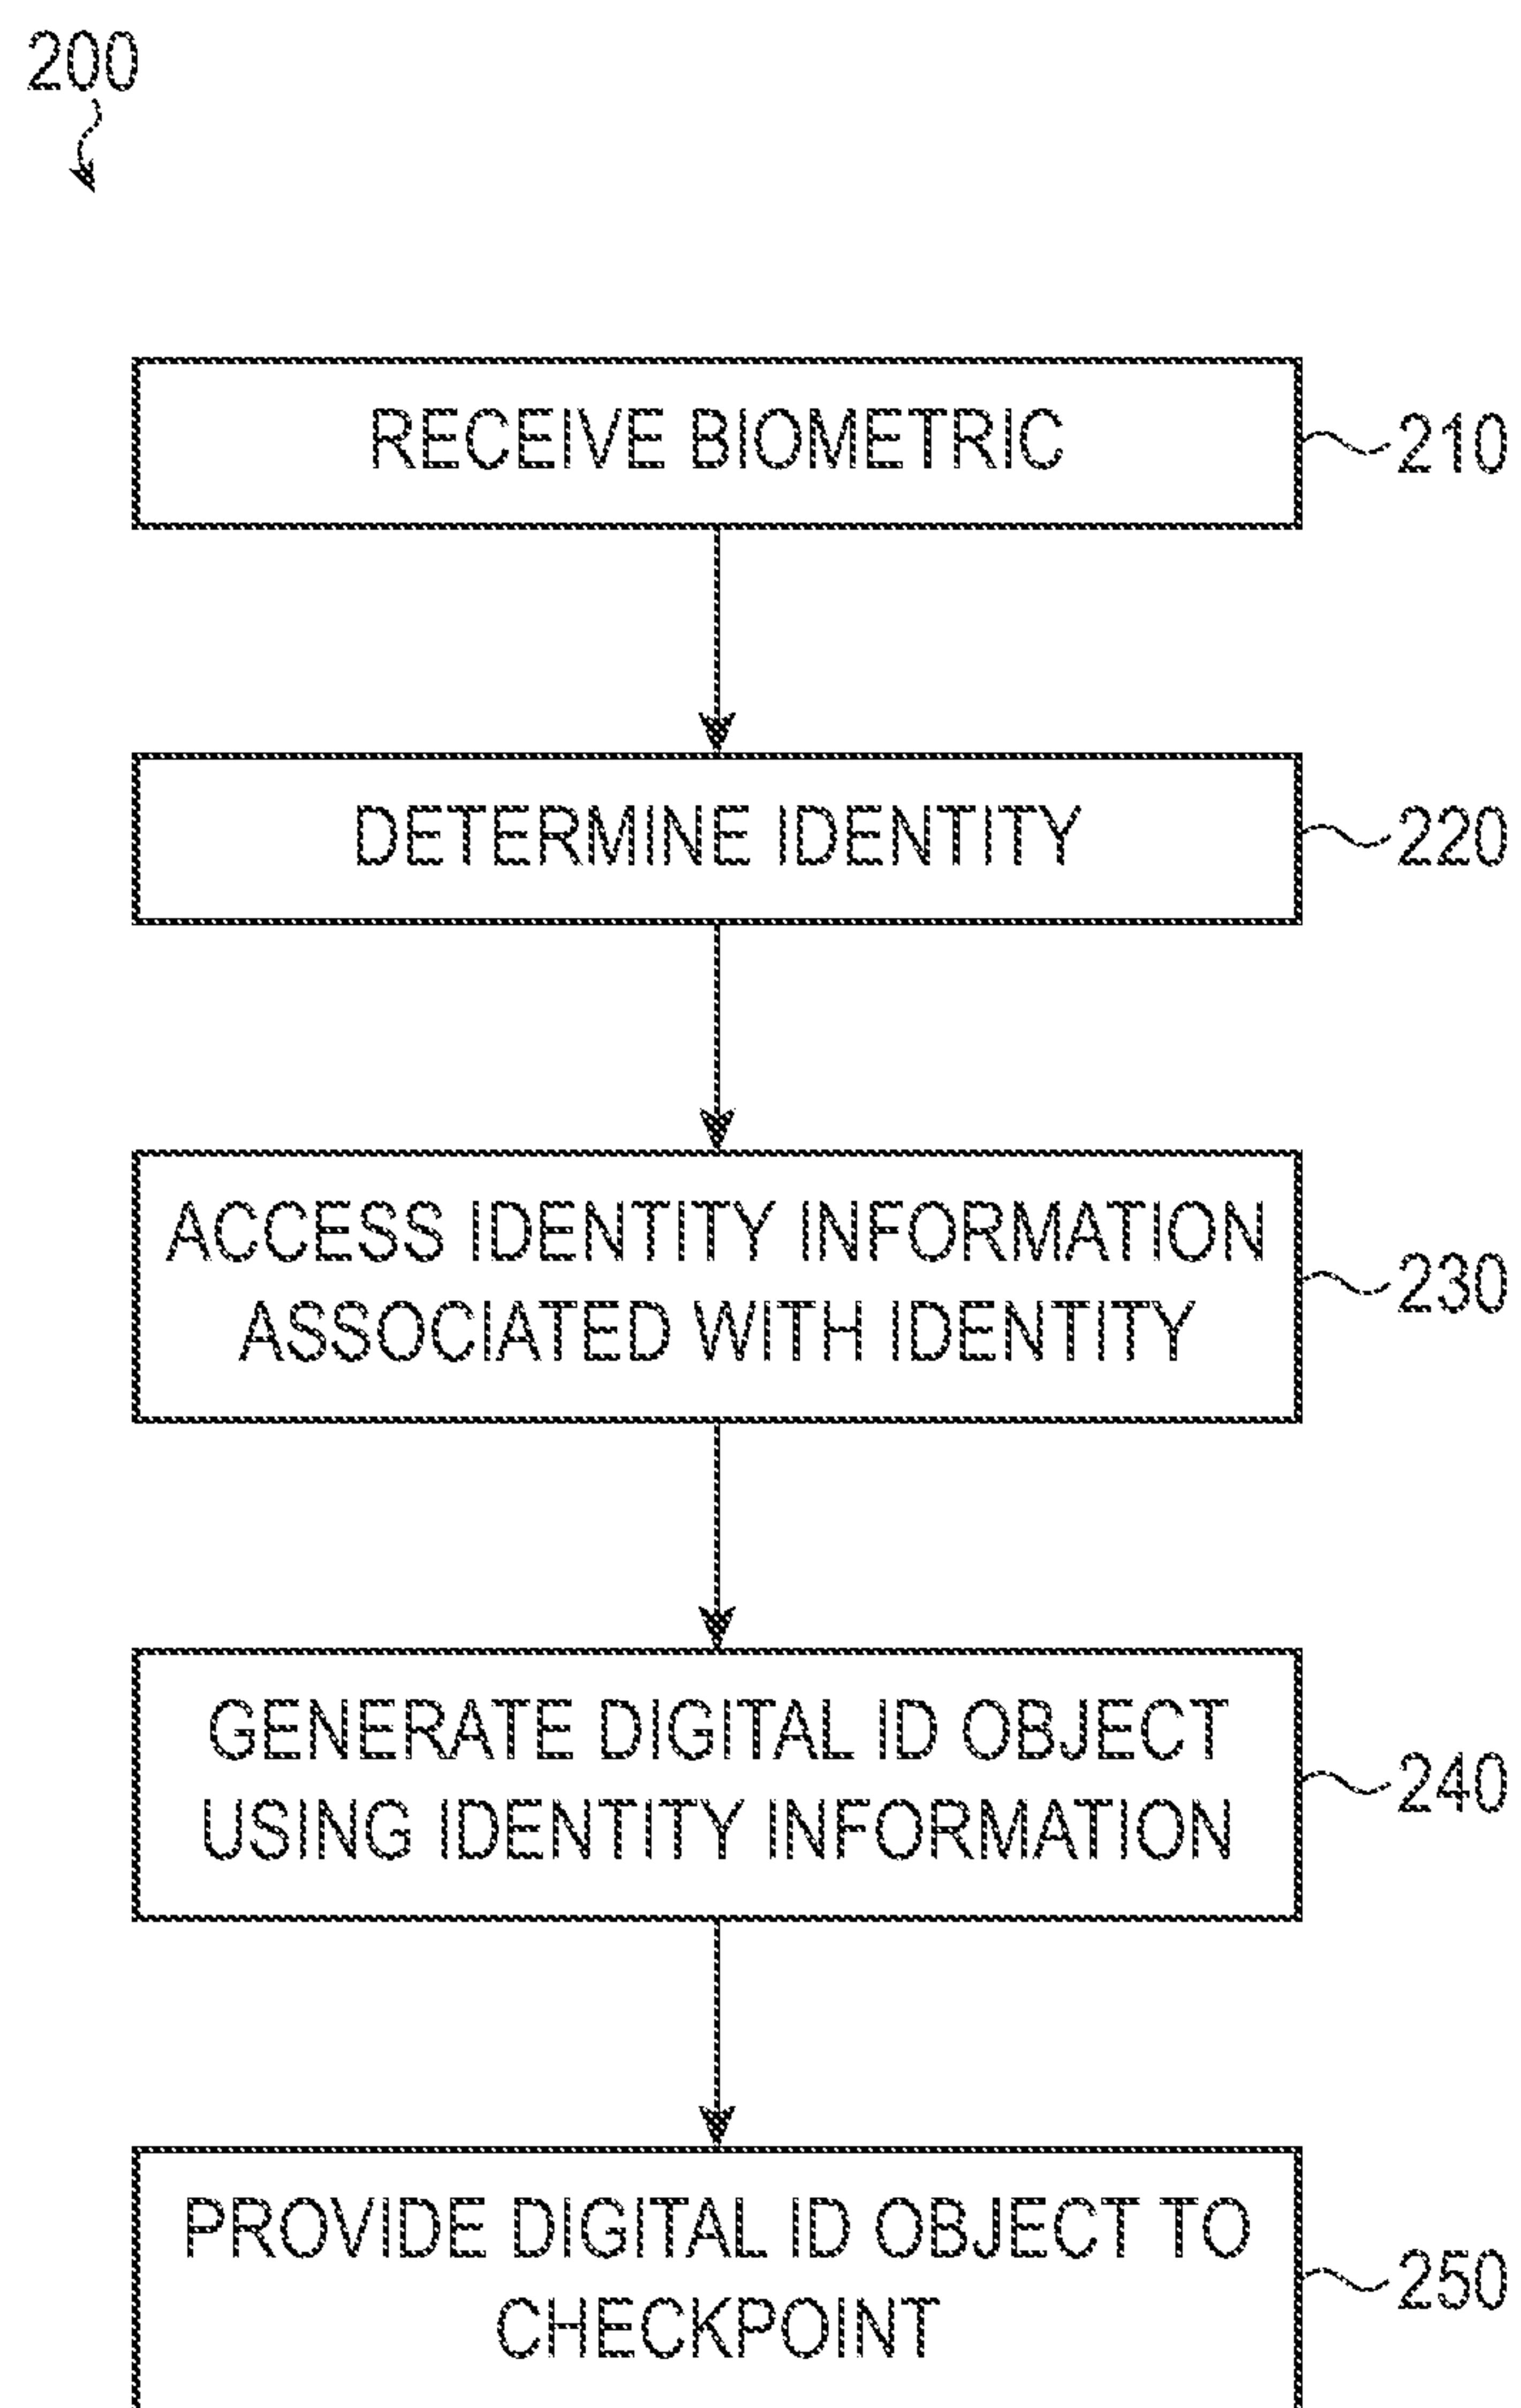 200
RECEIVE BIOMETRIC
210
DETERMINE IDENTITY
220
ACCESS IDENTITY INFORMATION
ASSOCIATED WITH IDENTITY
230
GENERATE DIGITAL ID OBJECT
USING IDENTITY INFORMATION
240
PROVIDE DIGITAL ID OBJECT TO
CHECKPOINT
250